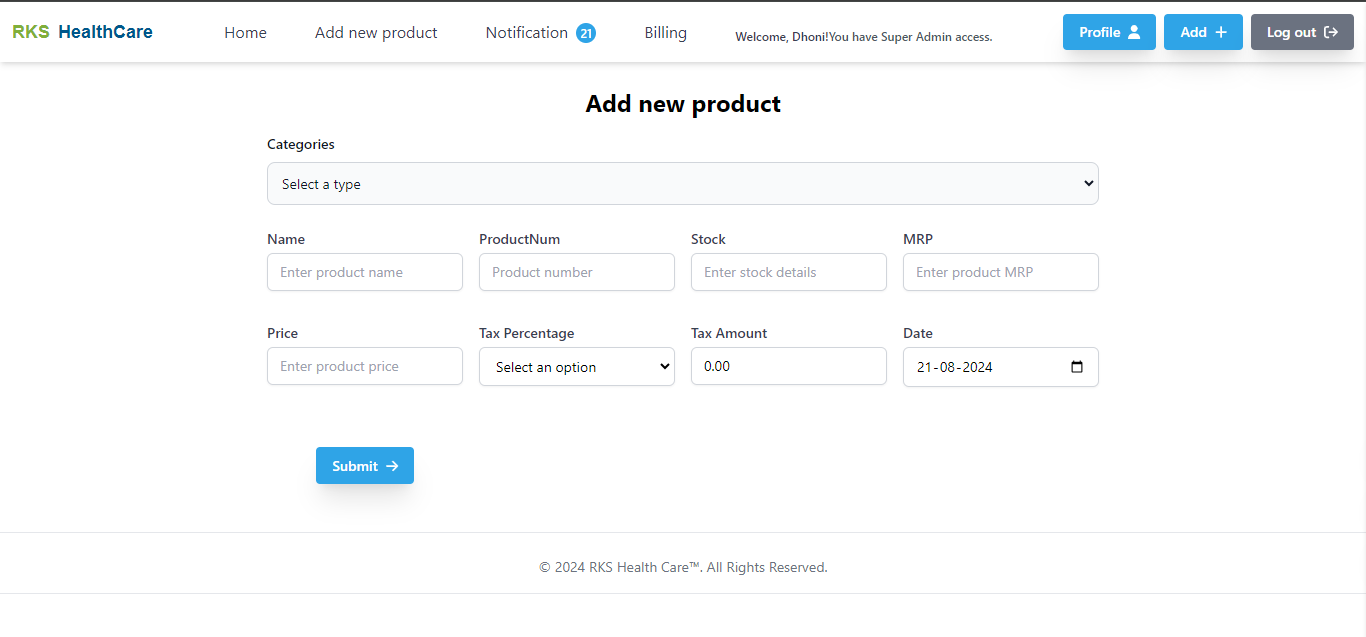 RKS HealthCare Home Add new product Notification 21 Billing Welcome, Dhoni!You have Super Admin access. Profile Add Log out
Add new product
Categories
Select a type
Name ProductNum Stock MRP
Enter product name Product number Enter stock details Enter product MRP
Price Tax Percentage Tax Amount Date
Enter product price Select an option 0.00 21-08-2024
Submit
© 2024 RKS Health Care™. All Rights Reserved.